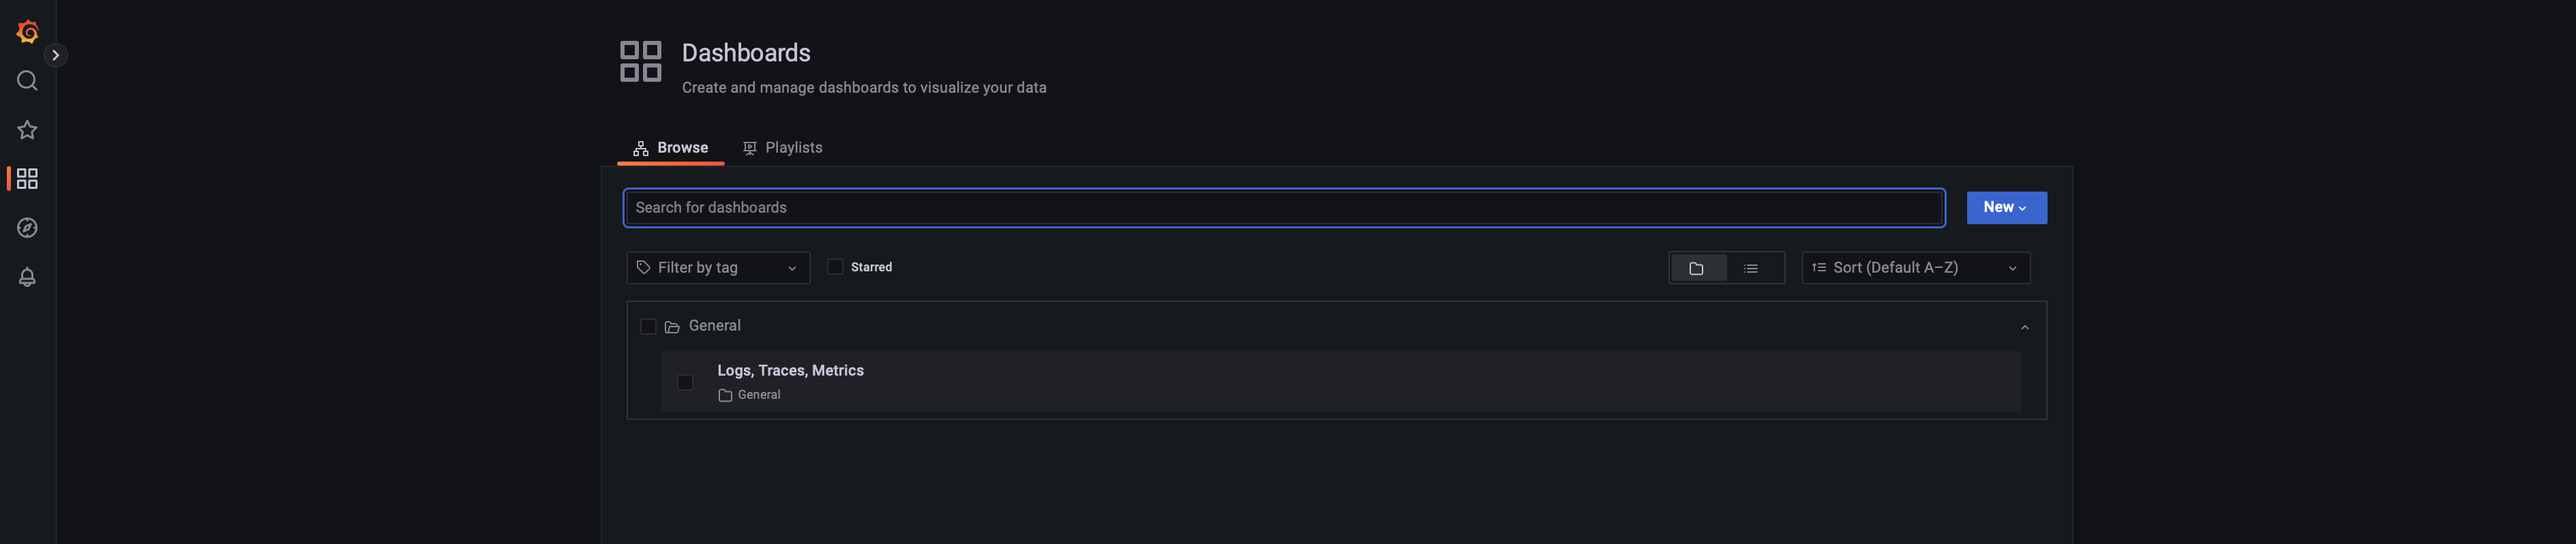 Dashboards
Create and manage dashboards to visualize your data
Browse
Playlists
Search for dashboards
New
Filter by tag
Starred
Sort (Default A–Z)
General
Logs, Traces, Metrics
General